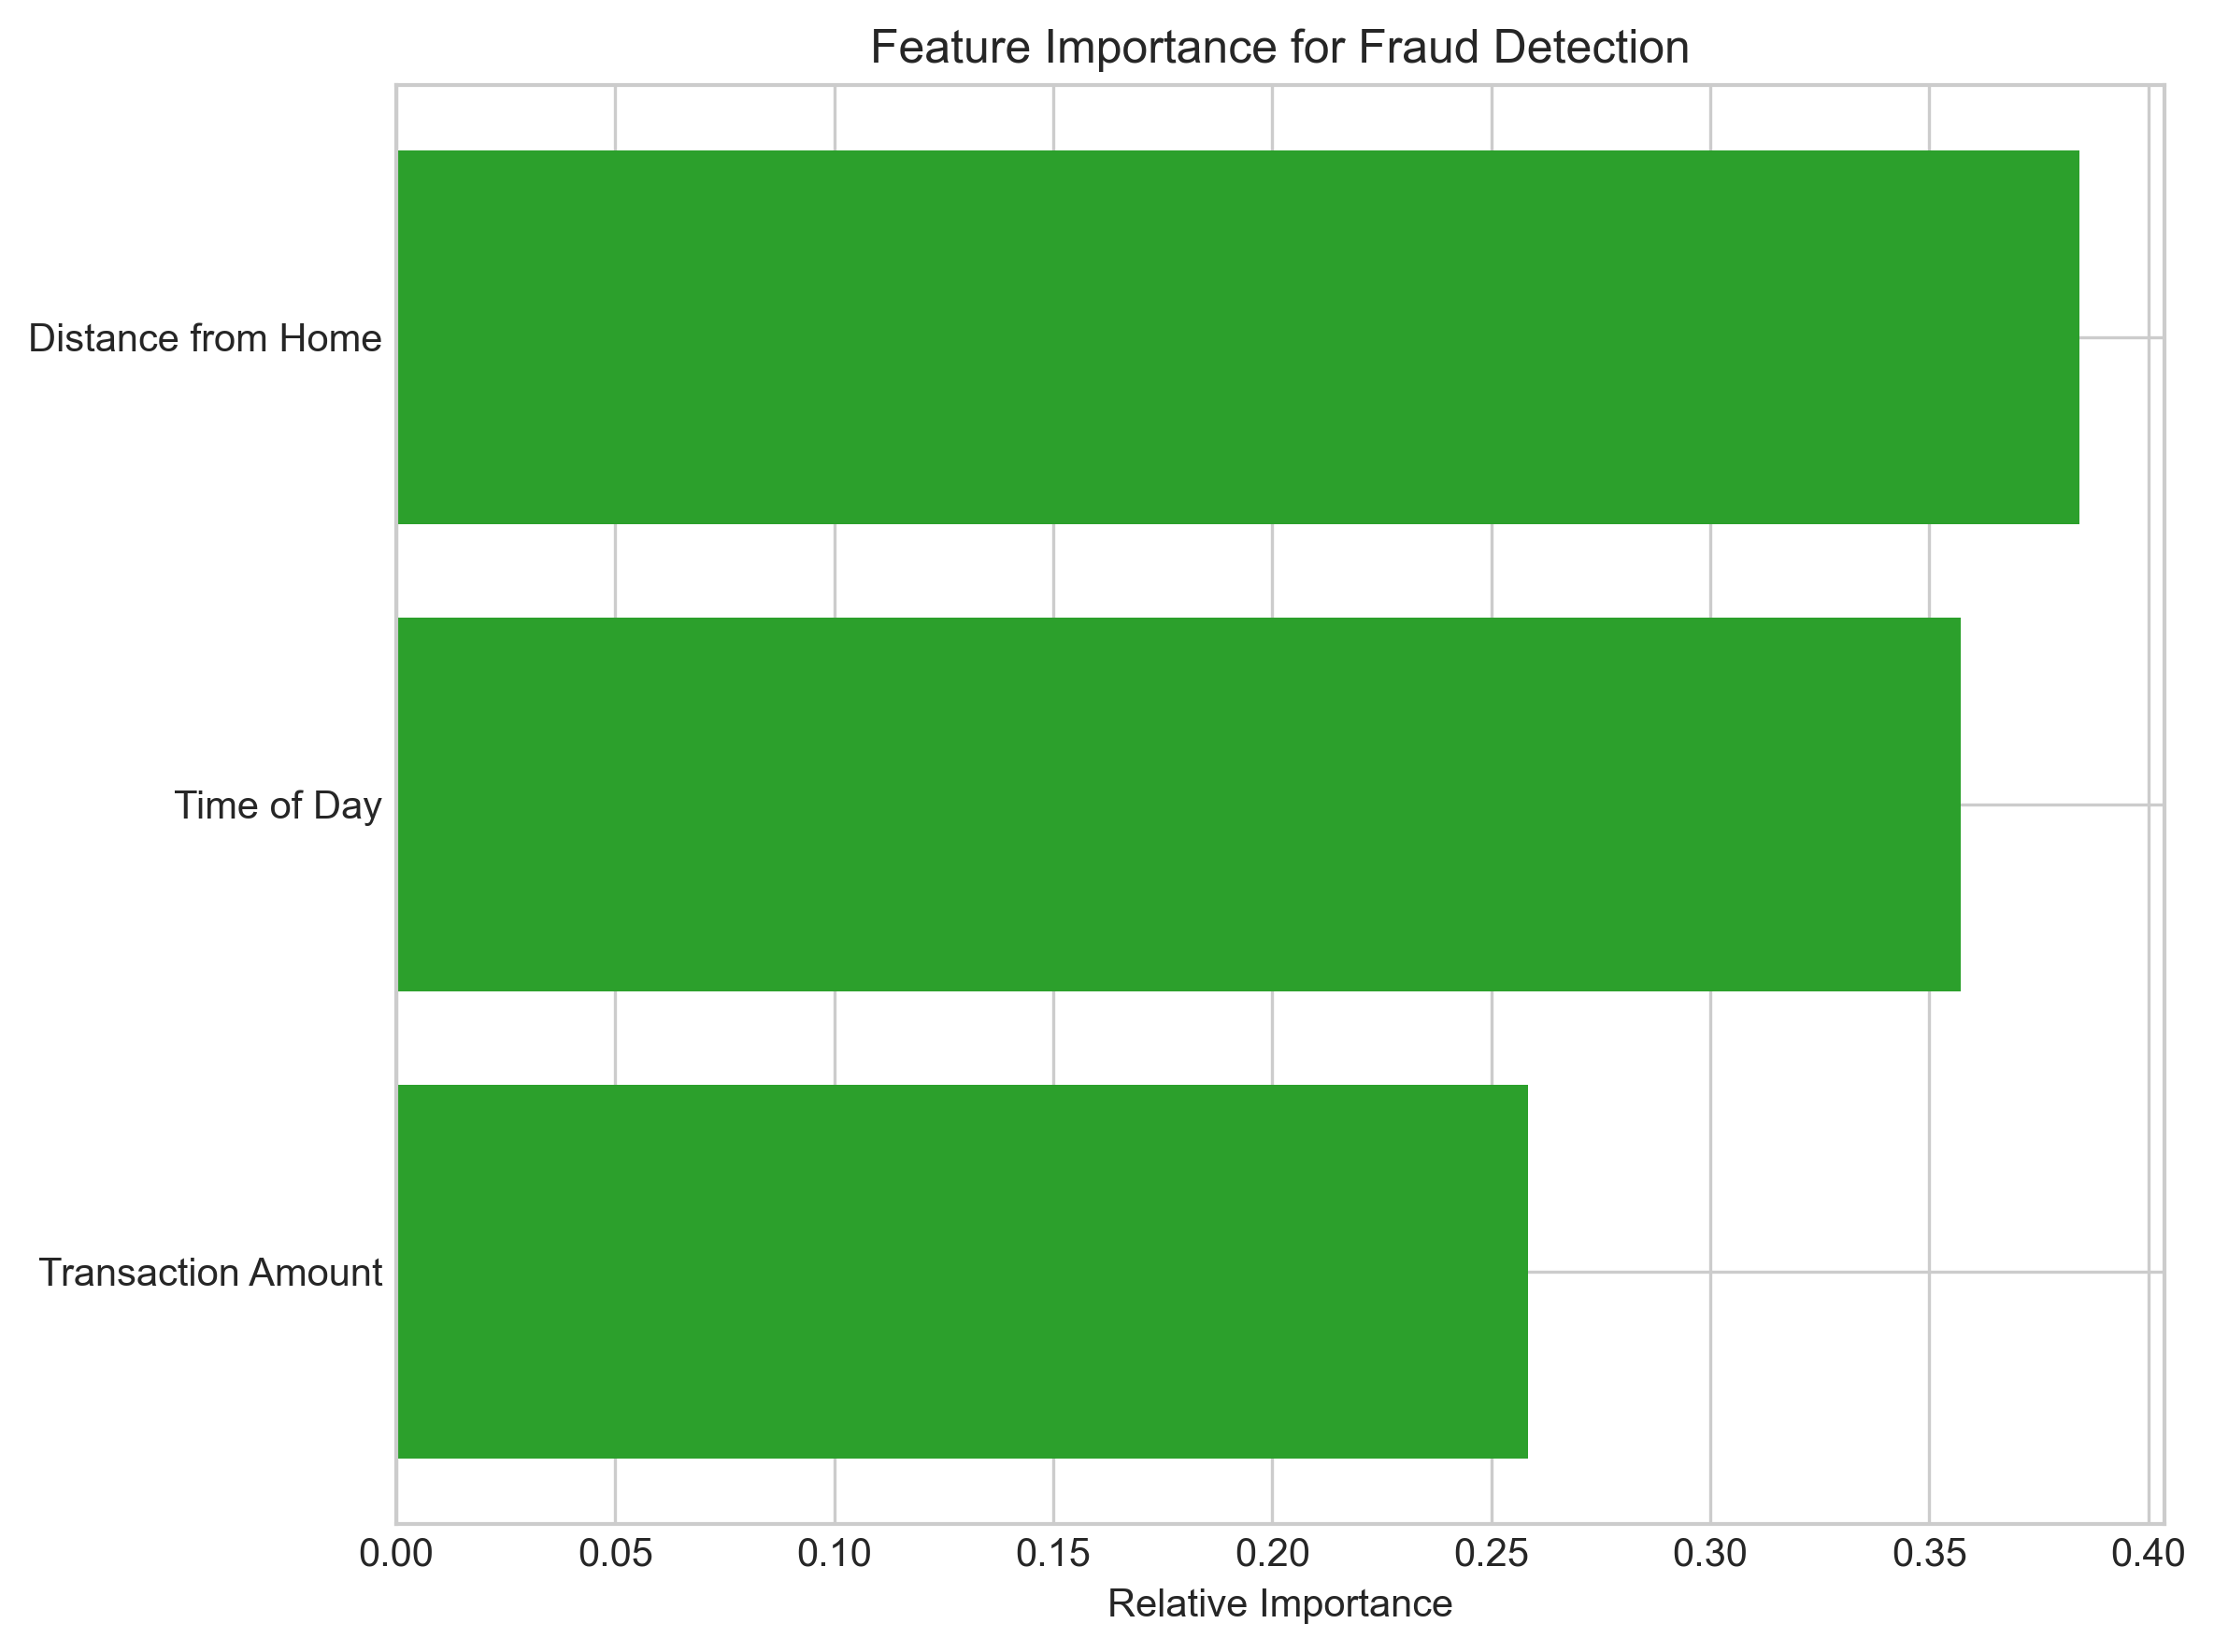 Feature Importance for Fraud Detection
Distance from Home
Time of Day
Transaction Amount
0.00 0.05 0.10 0.15 0.20 0.25 0.30 0.35 0.40
Relative Importance